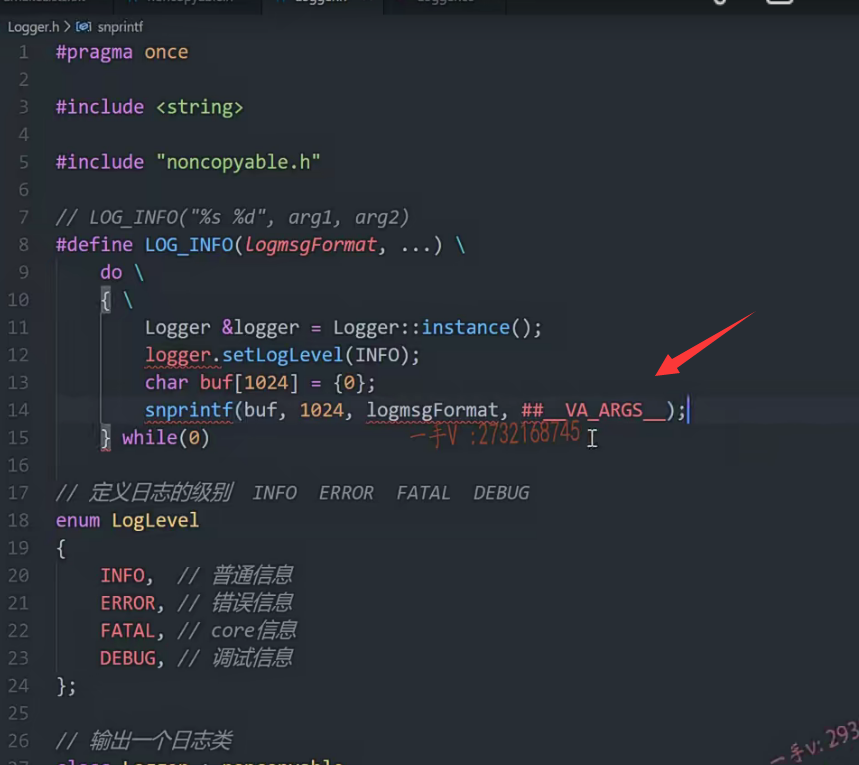 Logger.h > snprintf
1 #pragma once
2
3 #include <string>
4
5 #include "noncopyable.h"
6
7 // LOG_INFO("%s %d", arg1, arg2)
8 #define LOG_INFO(logmsgFormat, ...) \
9 do \
10 { \
11 Logger &logger = Logger::instance();
12 logger.setLogLevel(INFO);
13 char buf[1024] = {0};
14 snprintf(buf, 1024, logmsgFormat, ##__VA_ARGS__);
15 } while(0)
一手V :2732168745
16
17 // 定义日志的级别 INFO ERROR FATAL DEBUG
18 enum LogLevel
19 {
20 INFO, // 普通信息
21 ERROR, // 错误信息
22 FATAL, // core信息
23 DEBUG, // 调试信息
24 };
25
26 // 输出一个日志类
一手v: 293